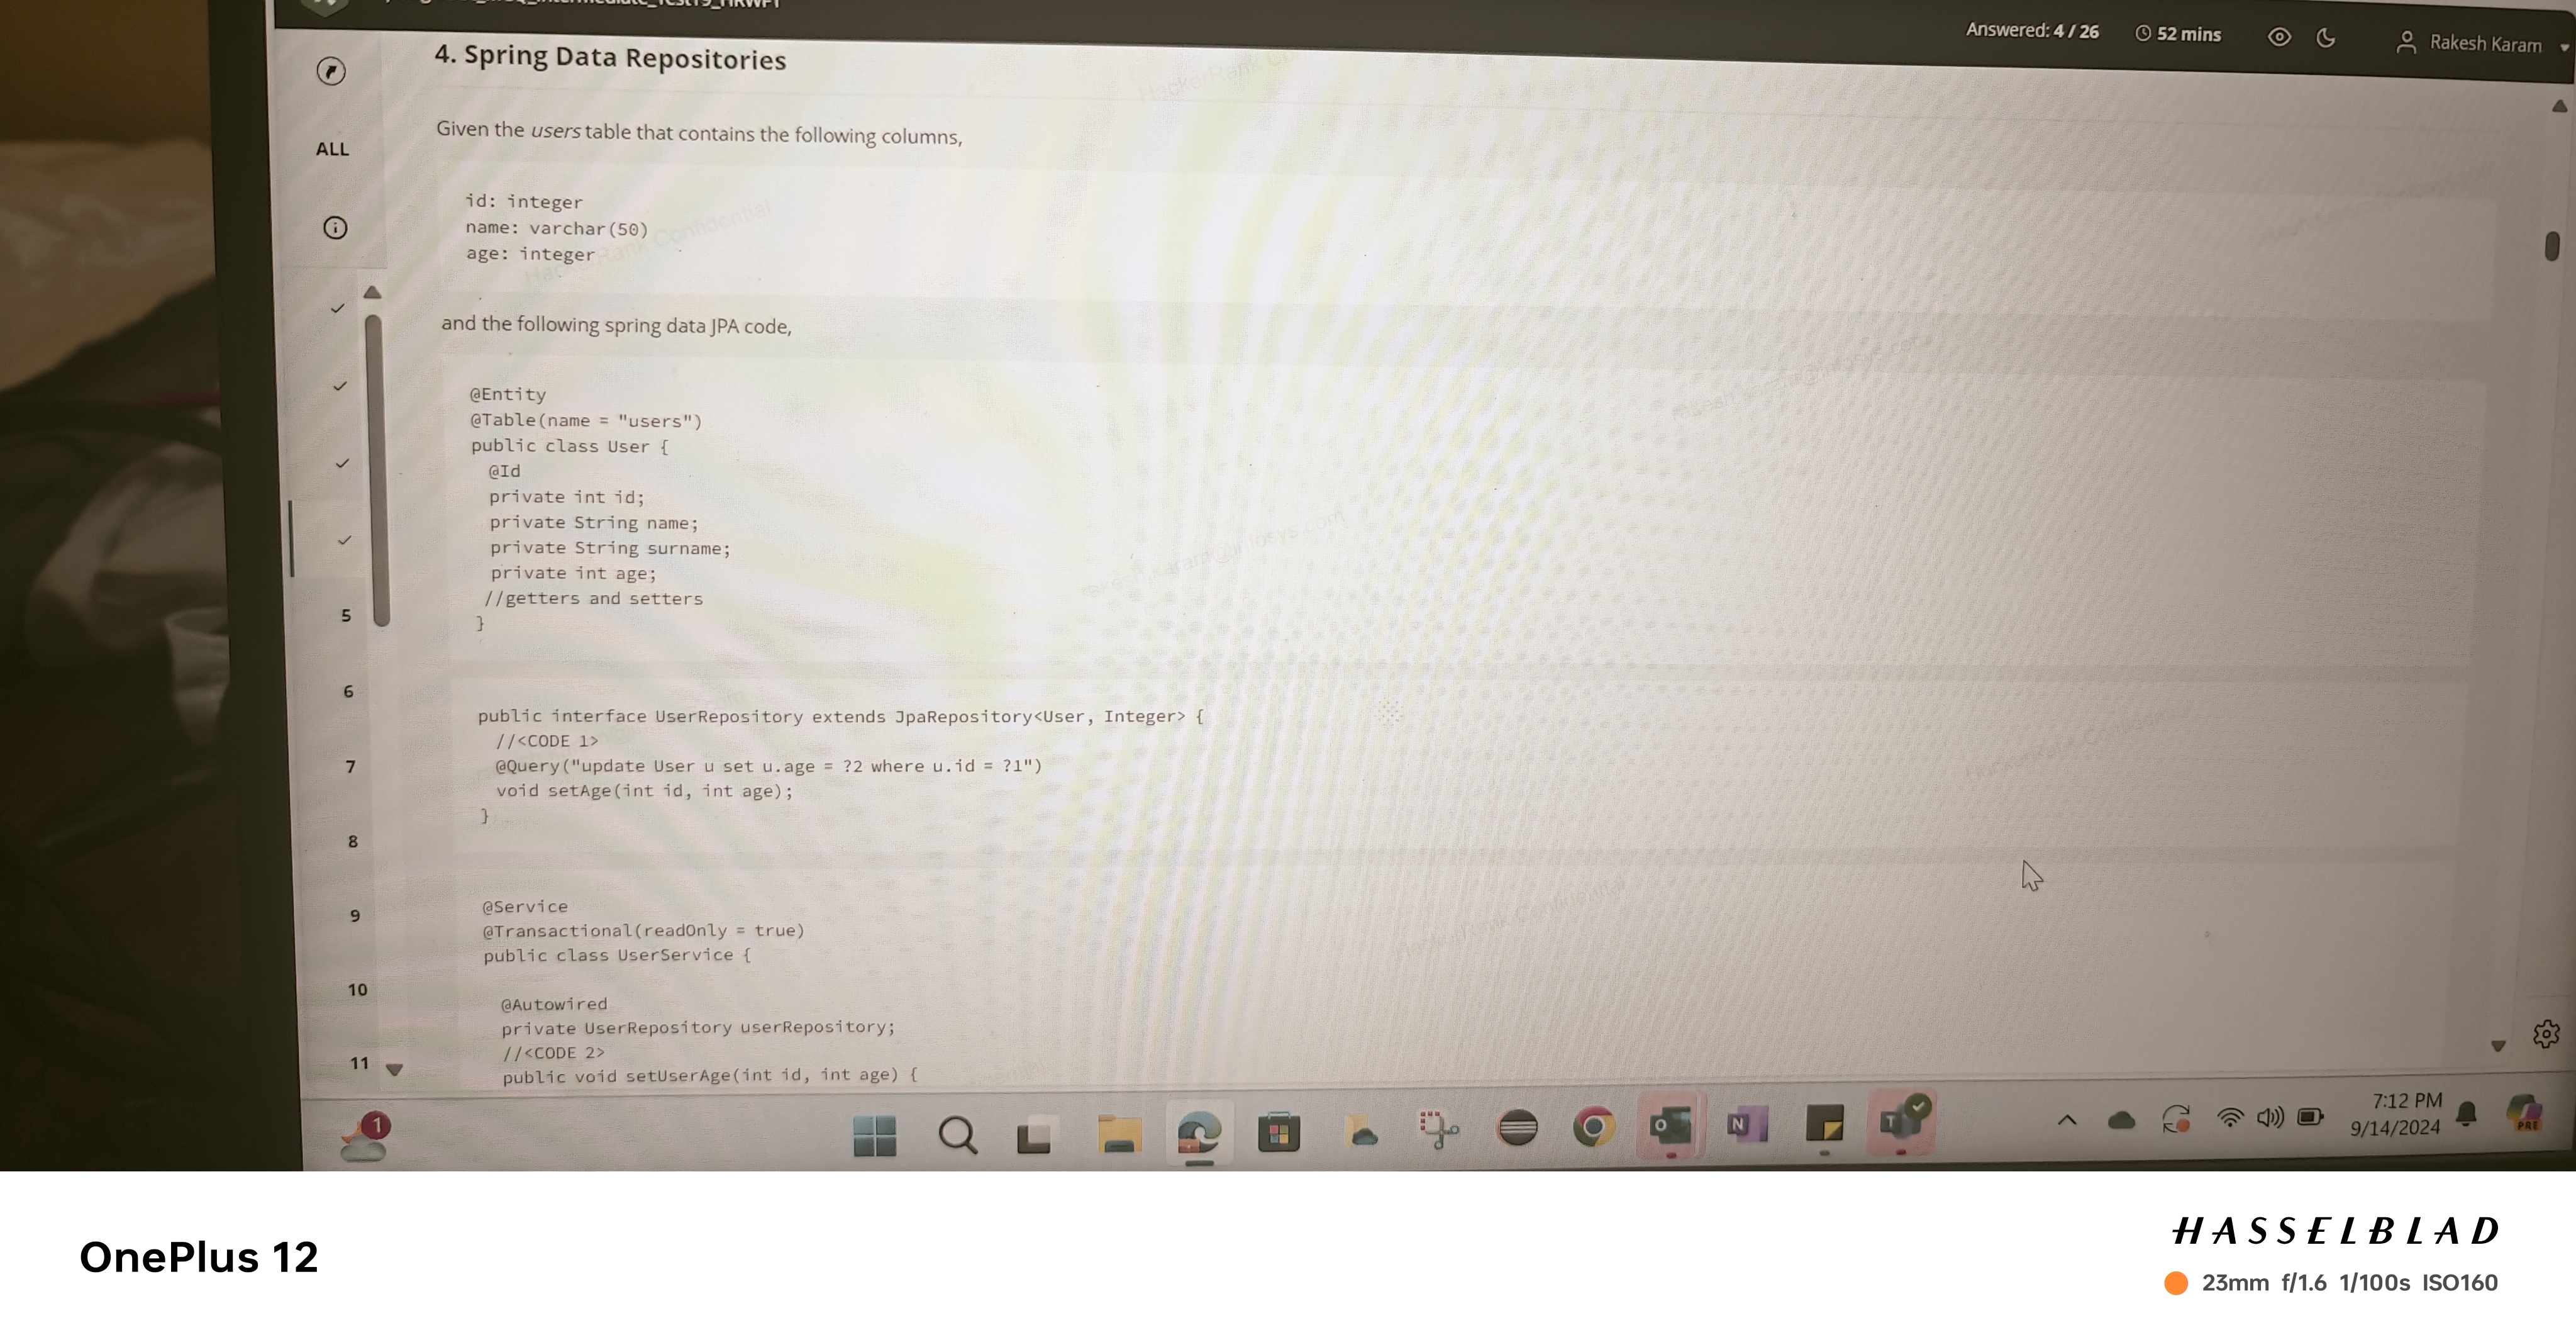 Answered: 4 / 26
52 mins
Rakesh Karam
4. Spring Data Repositories
ALL
Given the users table that contains the following columns,
id: integer
name: varchar(50)
age: integer
and the following spring data JPA code,
@Entity
@Table(name = "users")
public class User {
@Id
private int id;
private String name;
private String surname;
private int age;
//getters and setters
}
public interface UserRepository extends JpaRepository<User, Integer> {
//<CODE 1>
@Query("update User u set u.age = ?2 where u.id = ?1")
void setAge(int id, int age);
}
@Service
@Transactional(readOnly = true)
public class UserService {
@Autowired
private UserRepository userRepository;
//<CODE 2>
public void setUserAge(int id, int age) {
5
6
7
8
9
10
11
HackerRank Confidential
1
7:12 PM
9/14/2024
PRE
OnePlus 12
HASSELBLAD
23mm f/1.6 1/100s ISO160